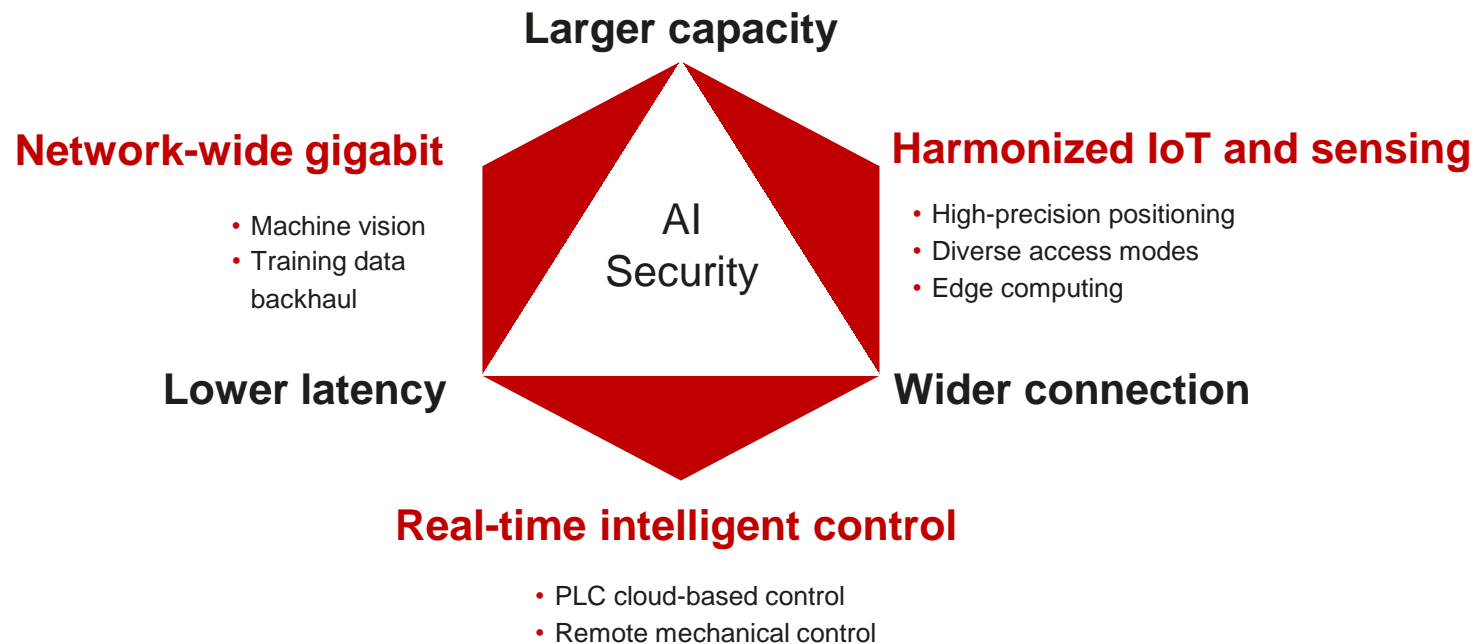 Larger capacity
Network-wide gigabit
• Machine vision
• Training data
backhaul
Harmonized IoT and sensing
• High-precision positioning
• Diverse access modes
• Edge computing
AI
Security
Lower latency
Wider connection
Real-time intelligent control
• PLC cloud-based control
• Remote mechanical control